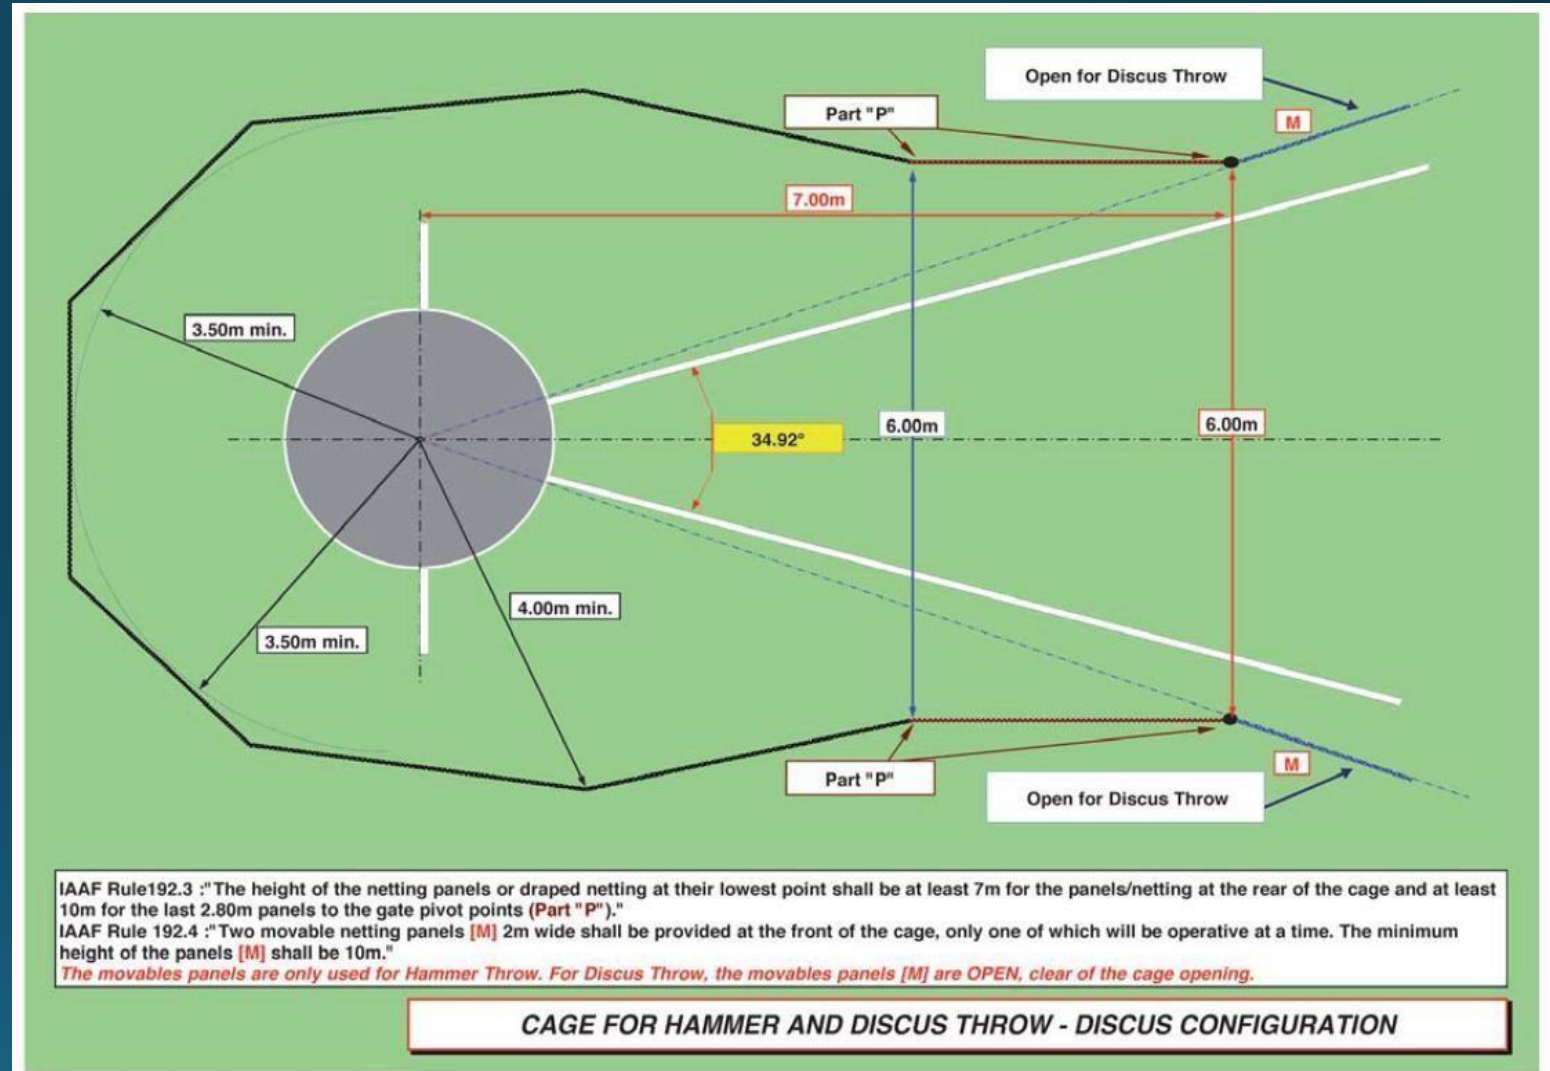 Open for Discus Throw
Part "P"
M
7.00m
3.50m min.
34.92°
6.00m
6.00m
4.00m min.
3.50m min.
Part "P"
M
Open for Discus Throw
IAAF Rule192.3 :"The height of the netting panels or draped netting at their lowest point shall be at least 7m for the panels/netting at the rear of the cage and at least
10m for the last 2.80m panels to the gate pivot points (Part "P")."
IAAF Rule 192.4 :"Two movable netting panels [M] 2m wide shall be provided at the front of the cage, only one of which will be operative at a time. The minimum
height of the panels [M] shall be 10m."
The movables panels are only used for Hammer Throw. For Discus Throw, the movables panels [M] are OPEN, clear of the cage opening.
CAGE FOR HAMMER AND DISCUS THROW - DISCUS CONFIGURATION